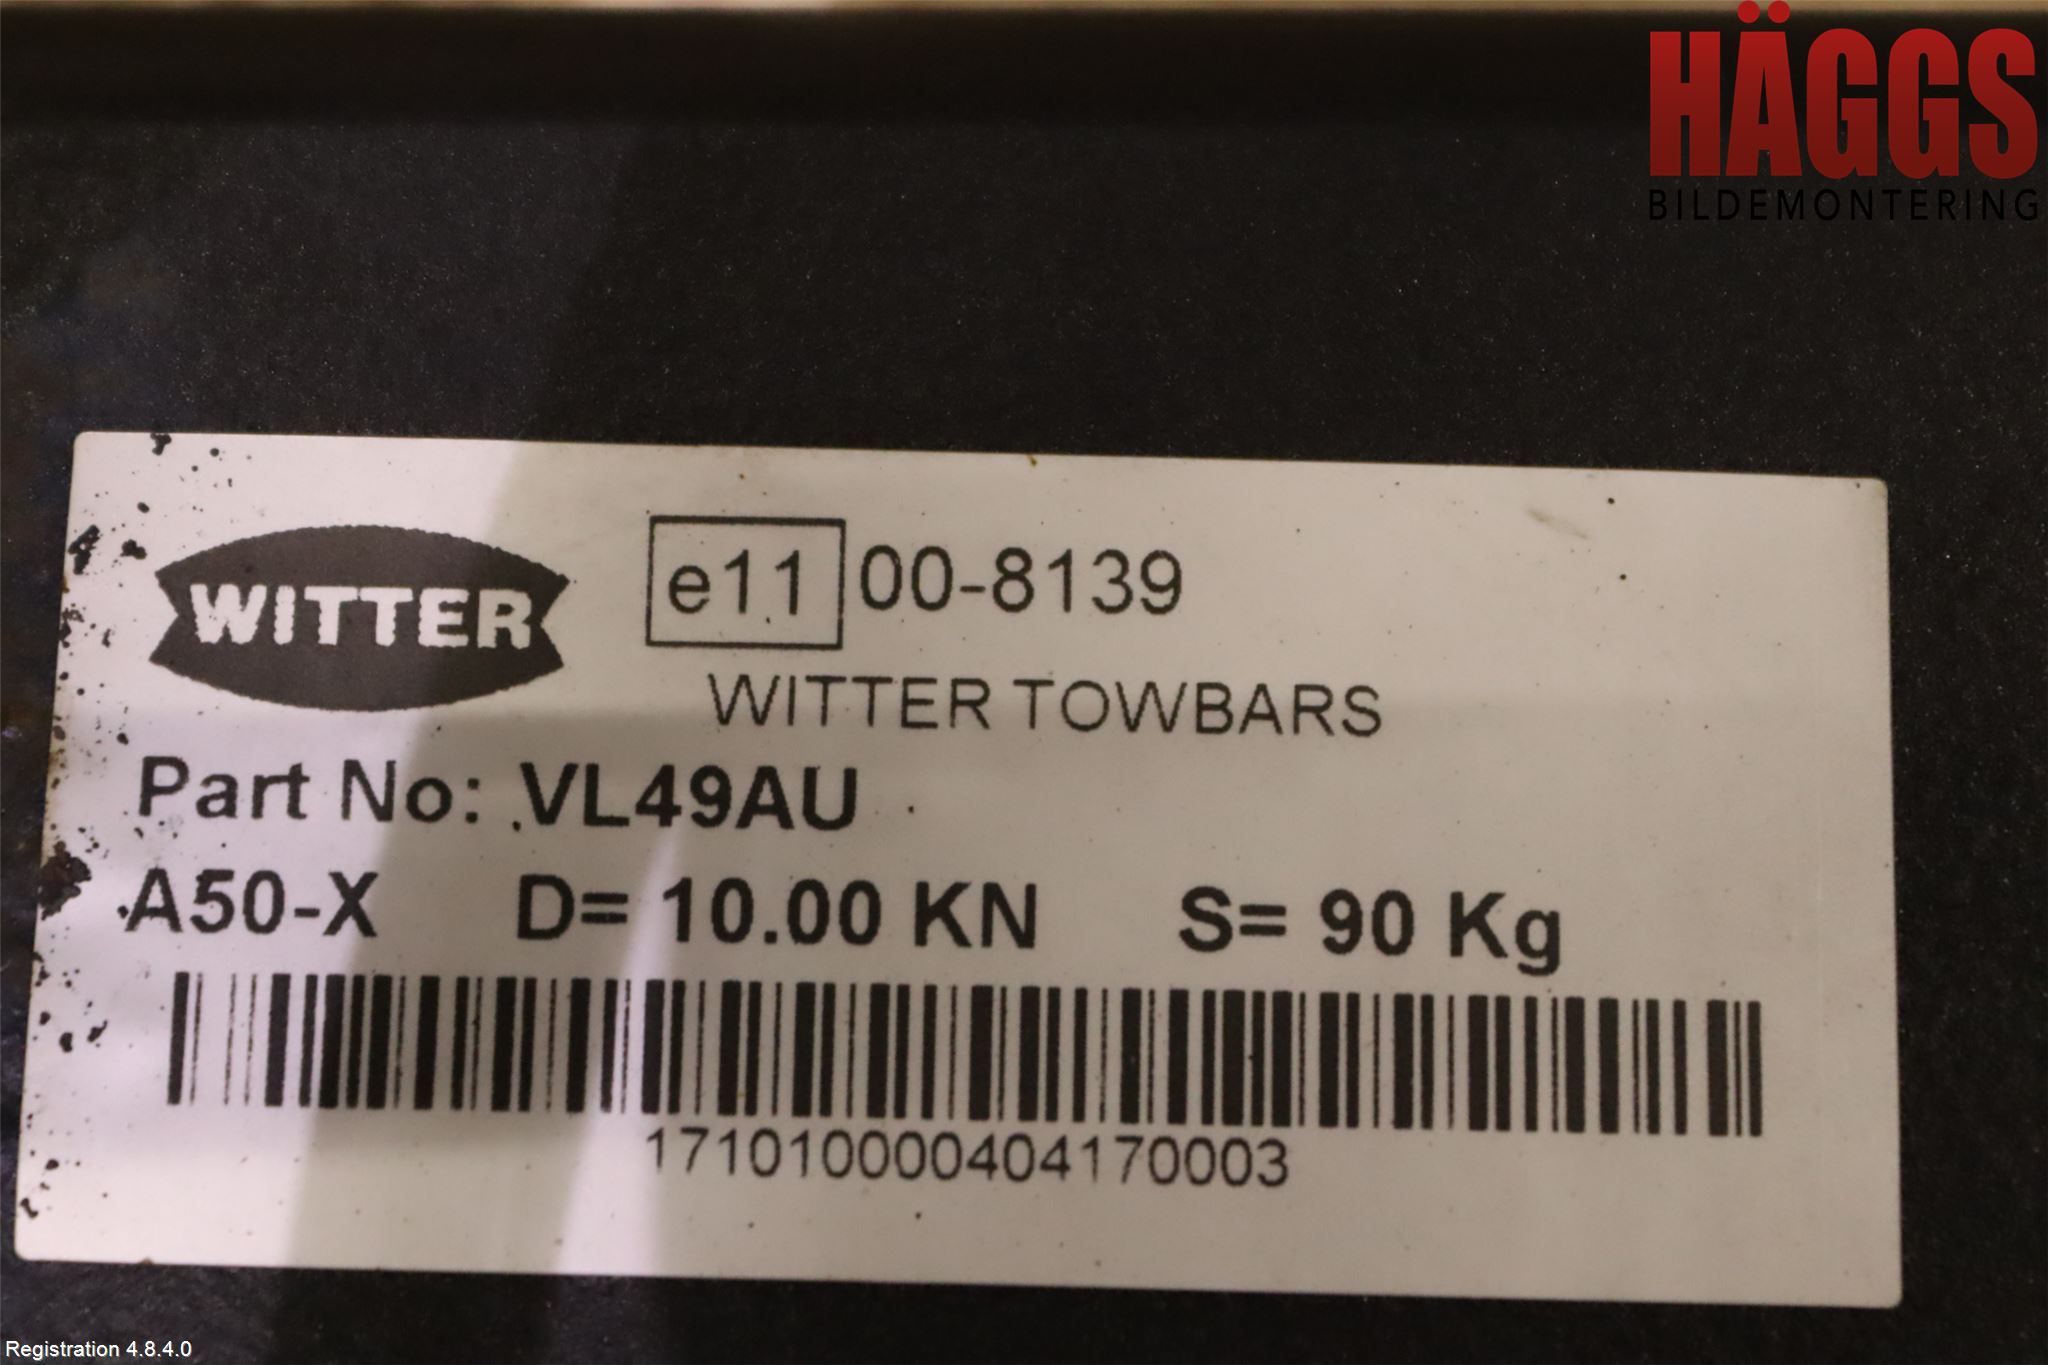 HÄGGS
BILDEMONTERING
WITTER
e11 00-8139
WITTER TOWBARS
Part No: VL49AU
A50-X D= 10.00 KN S= 90 Kg
171010000404170003
Registration 4.8.4.0